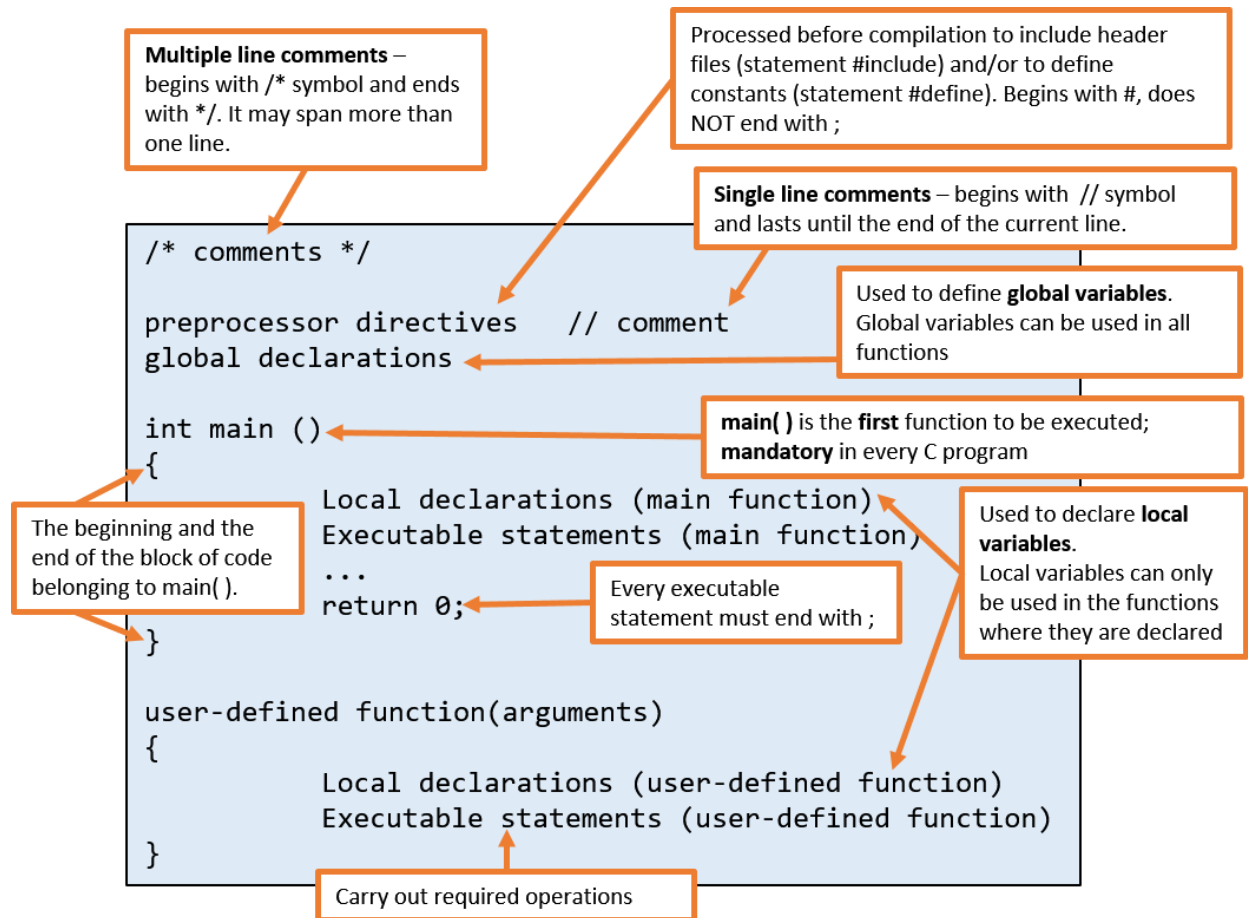 Multiple line comments –
begins with /* symbol and ends
with */. It may span more than
one line.
Processed before compilation to include header
files (statement #include) and/or to define
constants (statement #define). Begins with #, does
NOT end with ;
Single line comments – begins with // symbol
and lasts until the end of the current line.
/* comments */
Used to define global variables.
Global variables can be used in all
functions
preprocessor directives // comment
global declarations
main( ) is the first function to be executed;
mandatory in every C program
int main ()
{
Local declarations (main function)
Executable statements (main function)
...
return 0;
}
The beginning and the
end of the block of code
belonging to main( ).
Every executable
statement must end with ;
Used to declare local
variables.
Local variables can only
be used in the functions
where they are declared
user-defined function(arguments)
{
Local declarations (user-defined function)
Executable statements (user-defined function)
}
Carry out required operations